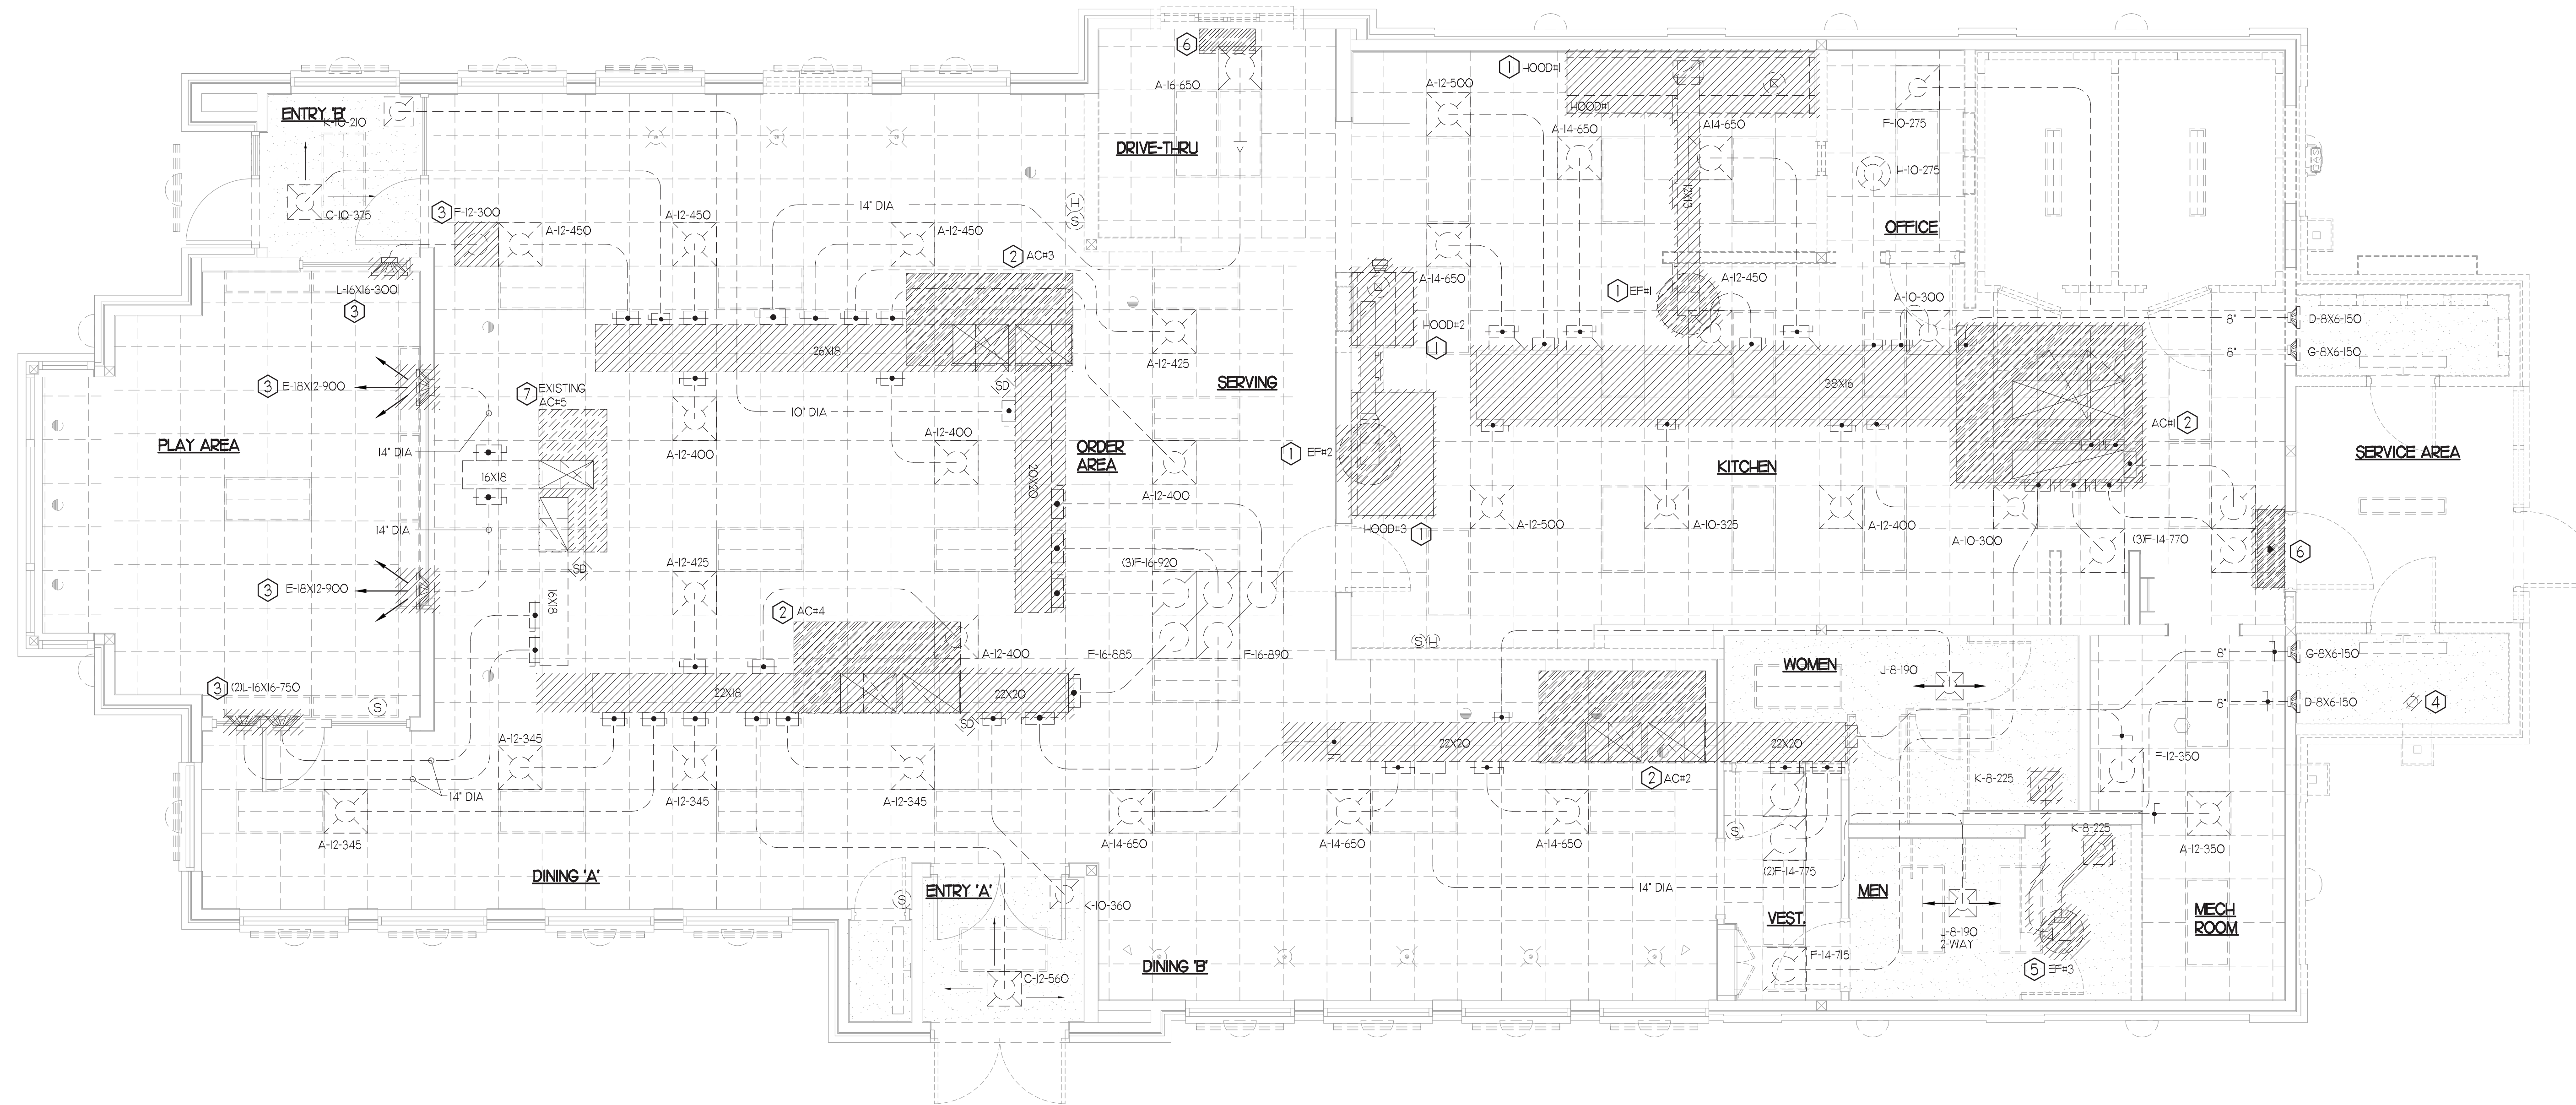 6
A-16-650
DRIVE-THRU
1 HOOD#1
HOOD#1
A-12-500
A-14-650
A14-650
12X13
F-10-275
H-10-275
OFFICE
ENTRY 'B'
K-10-210
C-10-375
3 F-12-300
A-12-450
A-12-450
14" DIA
A-12-450
H
S
2 AC#3
L-16X16-300
3
A-14-650
1 EF#1
A-12-450
A-10-300
HOOD#2
1
26X18
A-12-425
8"
D-8X6-150
8"
G-8X6-150
3 E-18X12-900
7 EXISTING
AC#5
SD
SERVING
38X16
10" DIA
AC#1 2
PLAY AREA
14" DIA
A-12-400
A-12-400
ORDER
AREA
1 EF#2
KITCHEN
SERVICE AREA
16X18
20X20
A-12-400
14" DIA
HOOD#3 1
A-12-500
A-10-325
A-12-400
A-10-300
(3)F-14-770
6
SD
A-12-425
(3)F-16-920
3 E-18X12-900
16X18
2 AC#4
A-12-400
F-16-885
F-16-890
S H
WOMEN
J-8-190
8"
G-8X6-150
3 (2)L-16X16-750
S
22X18
22X20
SD
8"
D-8X6-150
4
A-12-345
22X20
22X20
2 AC#2
F-12-350
K-8-225
14" DIA
A-12-345
A-12-345
A-12-345
A-14-650
A-14-650
A-14-650
S
K-8-225
A-12-350
(2)F-14-775
DINING 'A'
ENTRY 'A'
K-10-360
S
14" DIA
MEN
VEST.
MECH
ROOM
J-8-190
2-WAY
DINING 'B'
F-14-715
5 EF#3
C-12-560